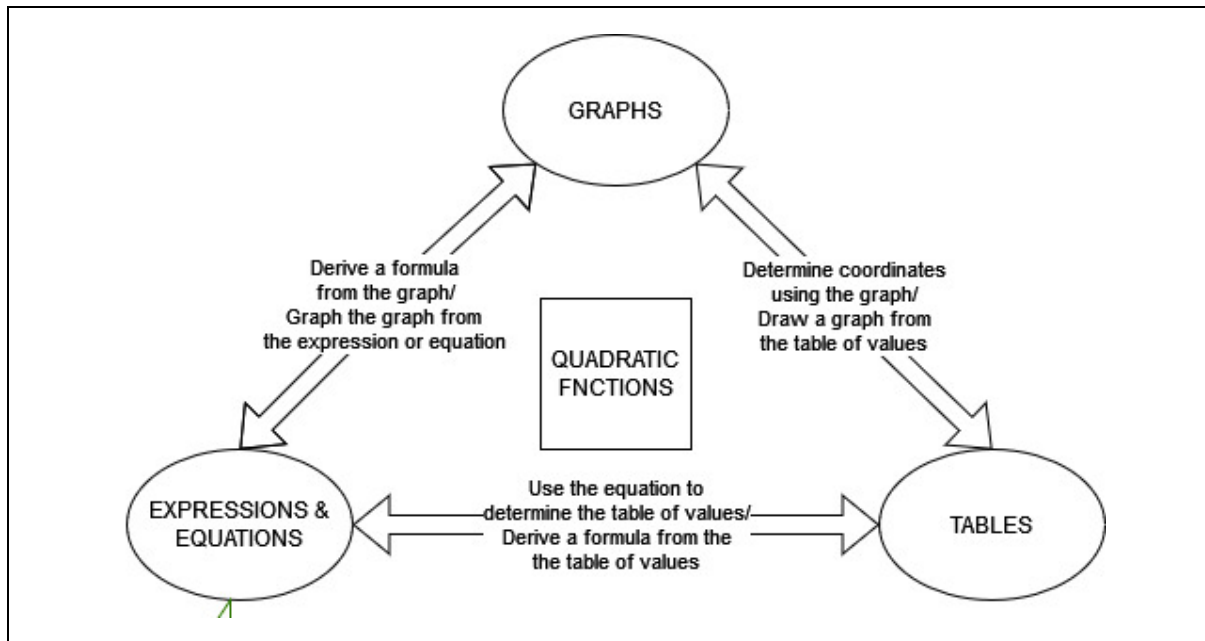 GRAPHS
Derive a formula
from the graph/
Graph the graph from
the expression or equation
Determine coordinates
using the graph/
Draw a graph from
the table of values
QUADRATIC
FNCTIONS
EXPRESSIONS &
EQUATIONS
Use the equation to
determine the table of values/
Derive a formula from the
the table of values
TABLES